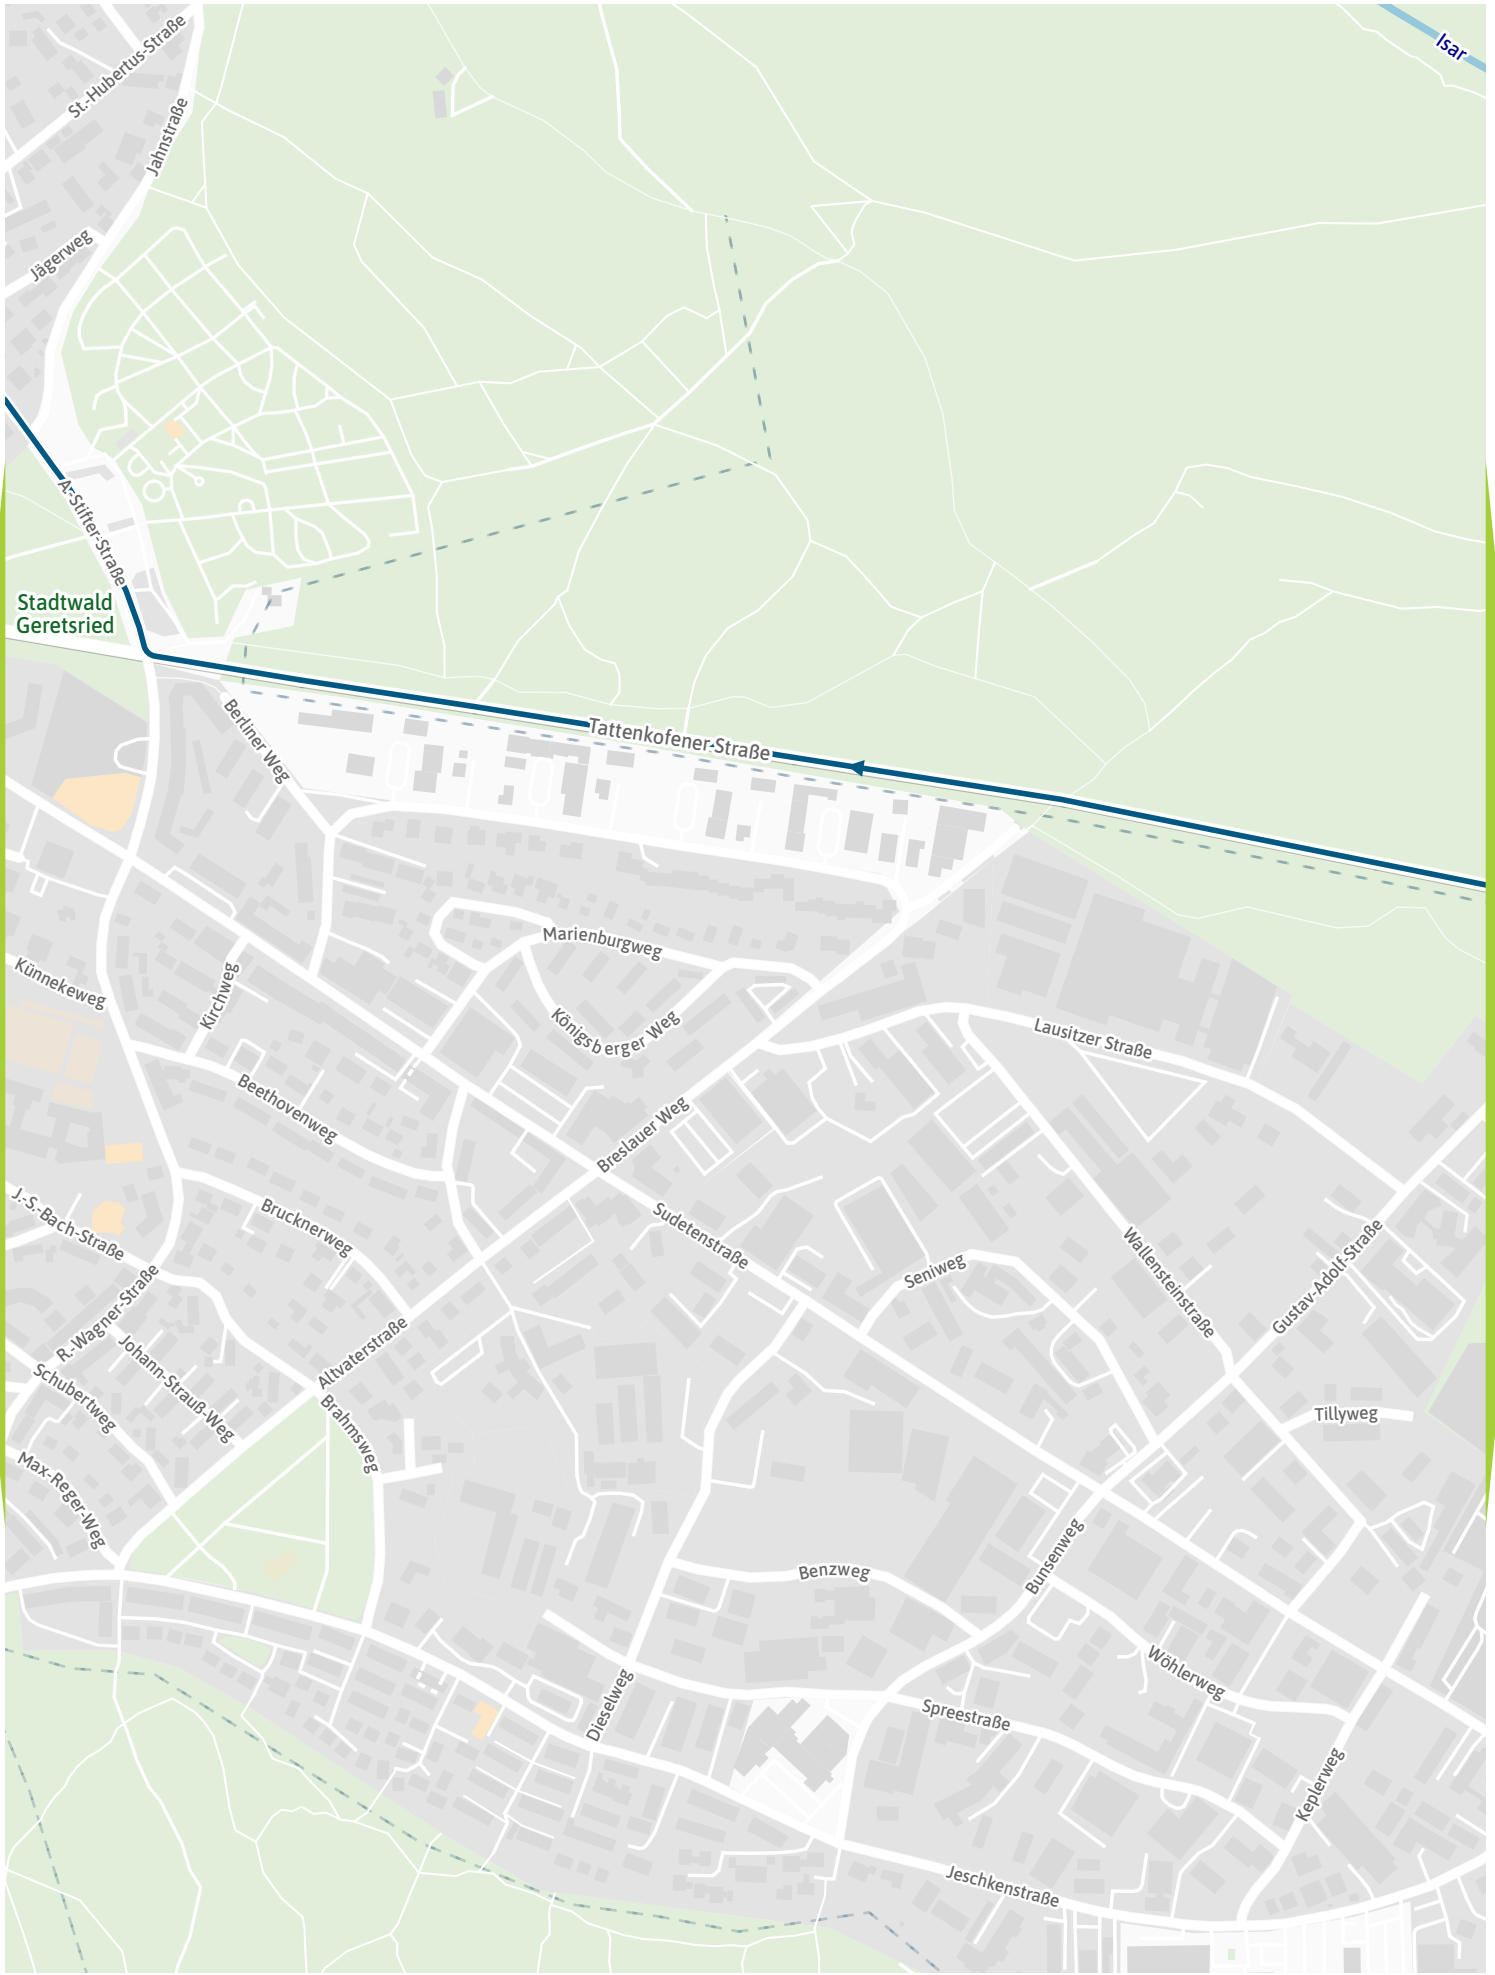 Isar
St.-Hubertus-Straße
Jahnstraße
Jägerweg
A.-Stifter-Straße
Stadtwald
Geretsried
Berliner Weg
Tattenkofener Straße
Marienburgweg
Künnekeweg
Kirchweg
Königsberger Weg
Lausitzer Straße
Beethovenweg
Breslauer Weg
J.-S.-Bach-Straße
Brucknerweg
Sudetenstraße
Seniweg
Wallensteinstraße
Gustav-Adolf-Straße
R.-Wagner-Straße
Johann-Strauß-Weg
Altvaterstraße
Schubertweg
Brahmsweg
Tillyweg
Max-Reger-Weg
Bunsenweg
Benzweg
Wöhlerweg
Dieselweg
Spreestraße
Keplerweg
Jeschkenstraße